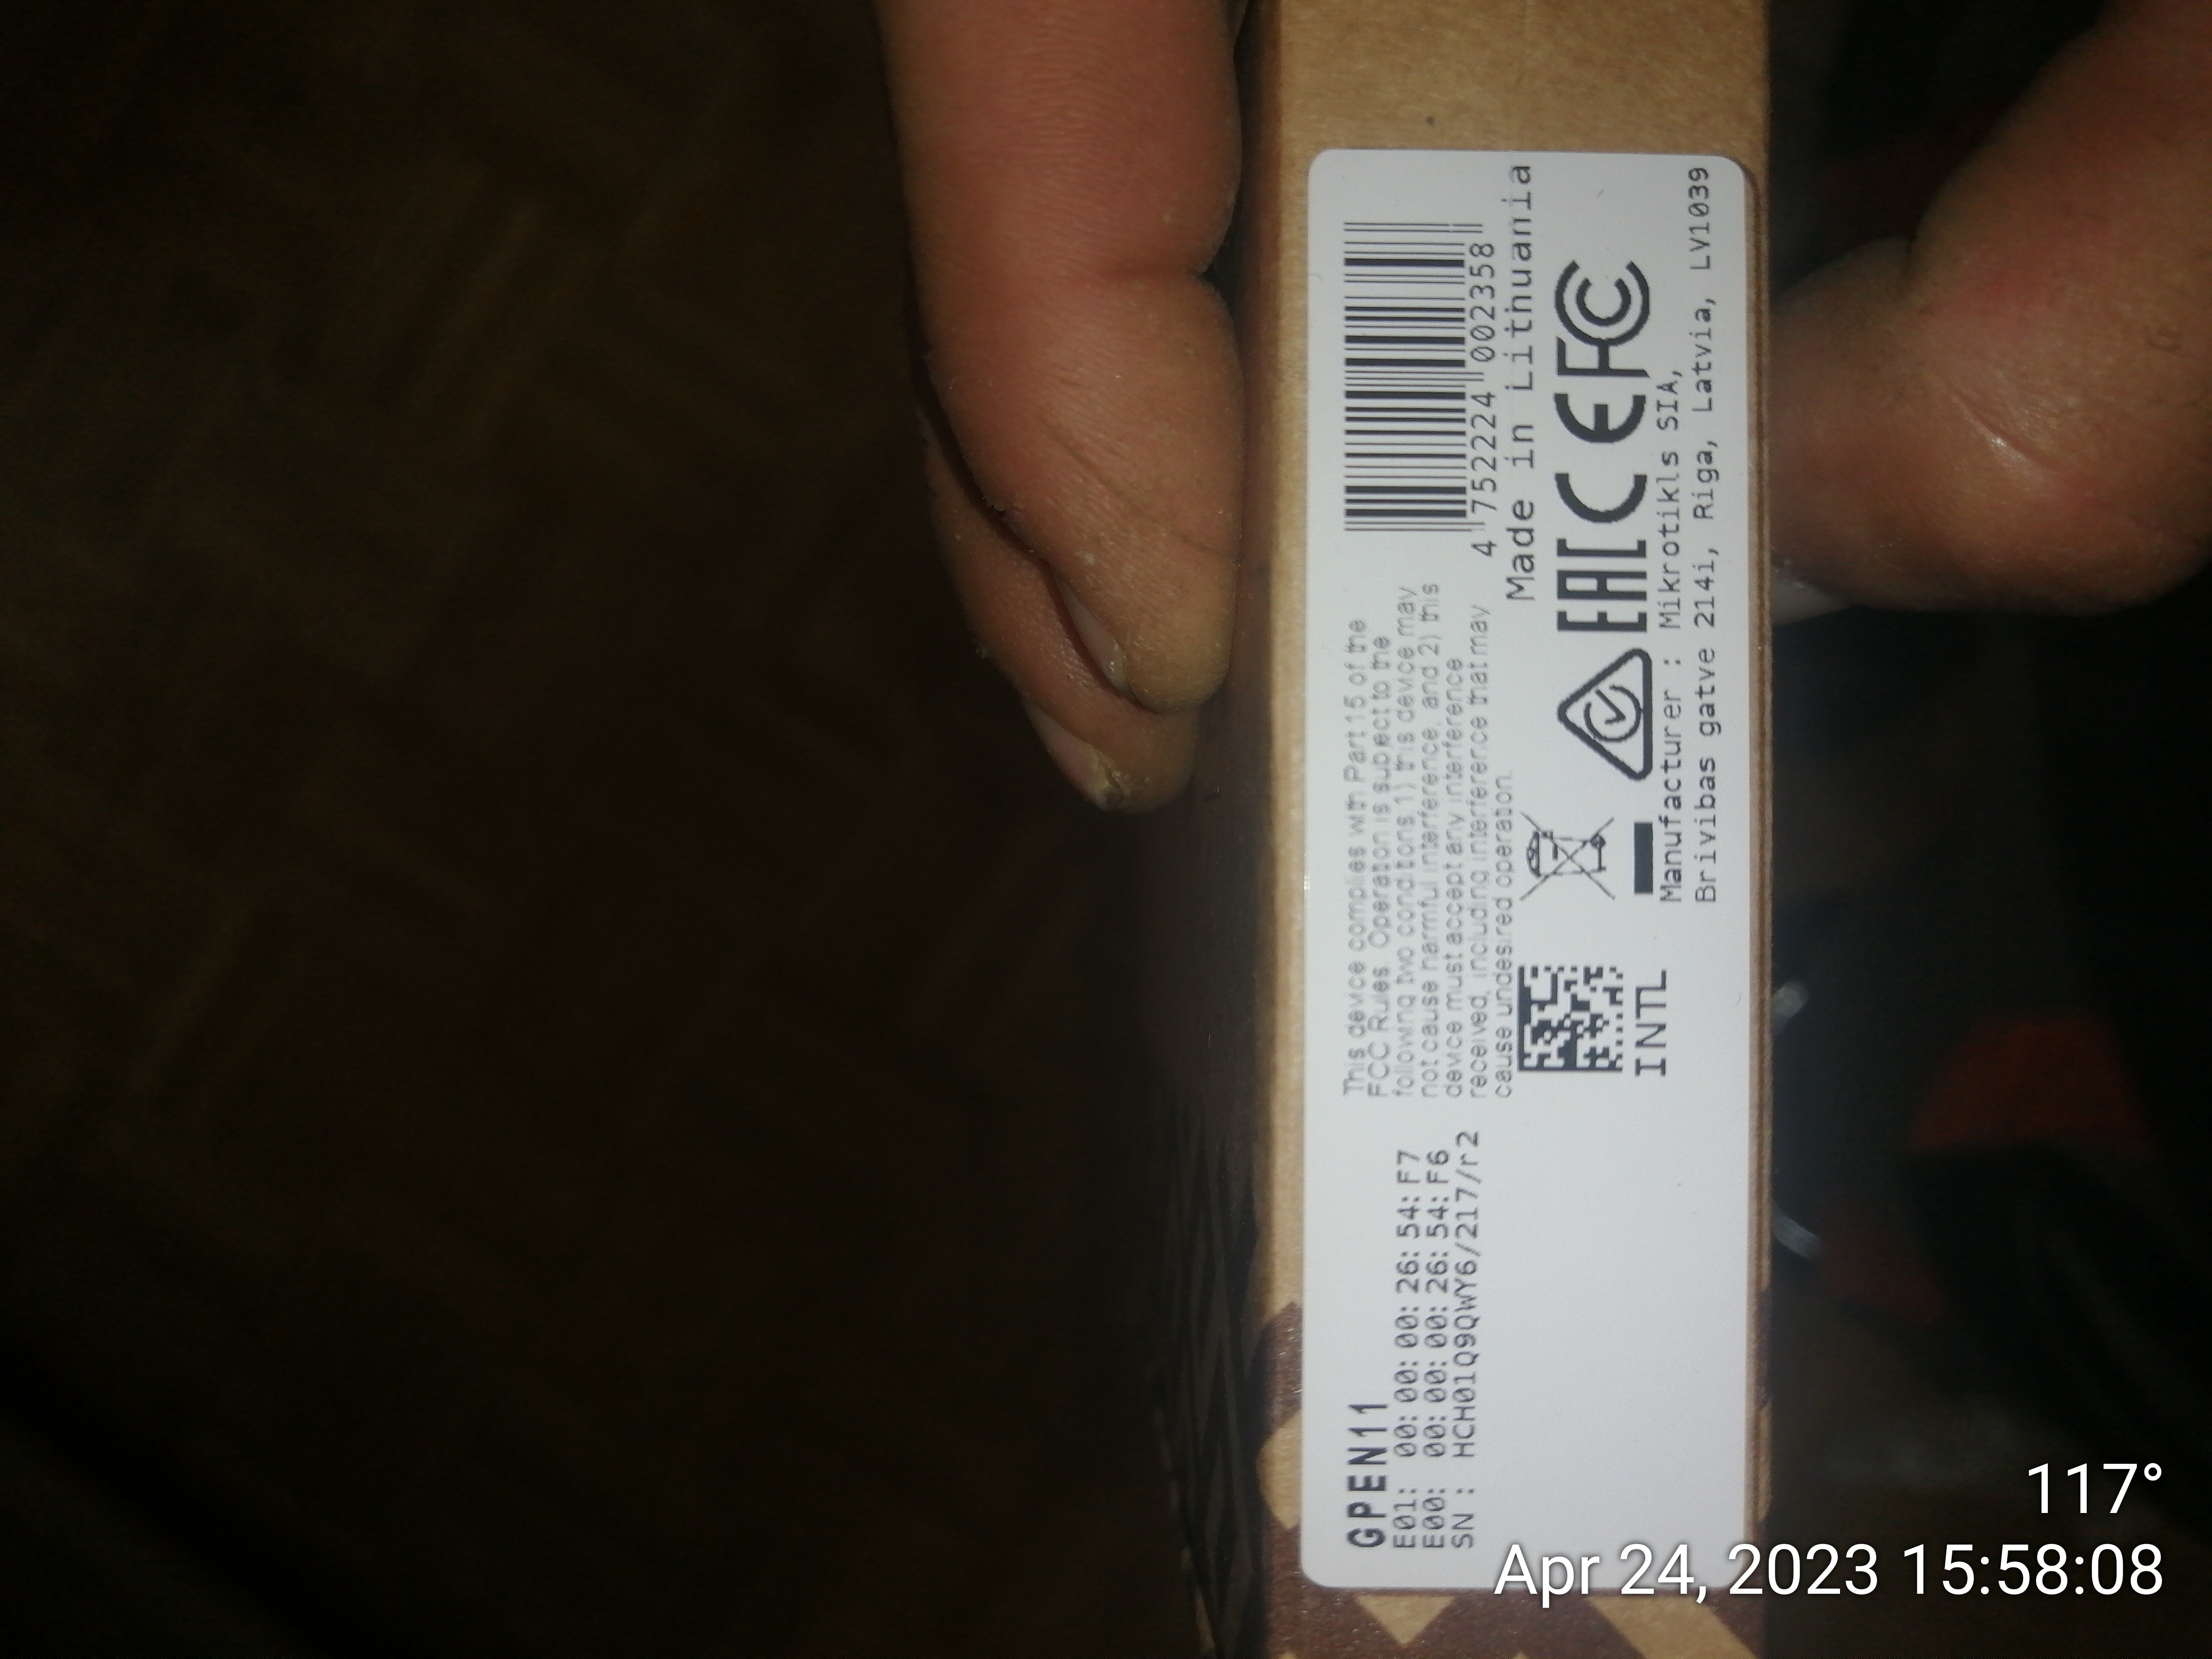 GPEN11
E01: 00:00:00:26:54:F7
E00: 00:00:00:26:54:F6
SN : HCH01Q9QWY6/217/r2
This device complies with Part 15 of the
FCC Rules. Operation is subject to the
following two conditions.1) this device may
not cause harmful interference, and 2) this
device must accept any interference
received, including interference that may
cause undesired operation.
INTL
4 752224 002358
Made in Lithuania
EAC CE FC
Manufacturer : Mikrotikls SIA,
Brivibas gatve 214i, Riga, Latvia, LV1039
117°
Apr 24, 2023 15:58:08